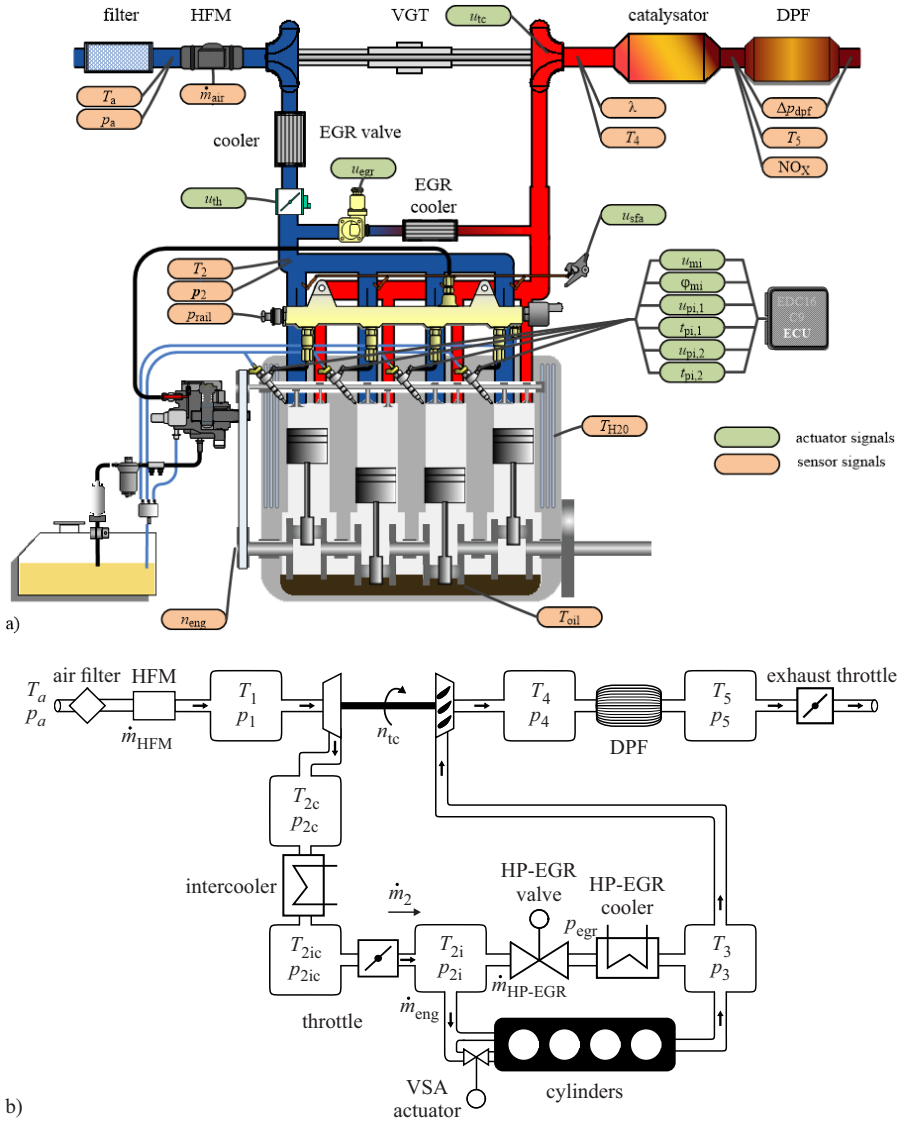 filter HFM VGT u_tc catalysator DPF
T_a
p_a
ṁ_air
λ
T_4
Δp_dpf
T_5
NO_X
cooler
EGR valve
u_egr
u_th
EGR
cooler
u_sfa
T_2
p_2
p_rail
u_mi
φ_mi
u_pi,1
t_pi,1
u_pi,2
t_pi,2
EDC16
C9
ECU
T_H20
actuator signals
sensor signals
n_eng
T_oil
a)
air filter HFM
T_a
p_a
ṁ_HFM
T_1
p_1
n_tc
T_4
p_4
DPF
T_5
p_5
exhaust throttle
T_2c
p_2c
intercooler
T_2ic
p_2ic
throttle
ṁ_2
T_2i
p_2i
ṁ_eng
HP-EGR
valve
ṁ_HP-EGR
p_egr
HP-EGR
cooler
T_3
p_3
VSA
actuator
cylinders
b)